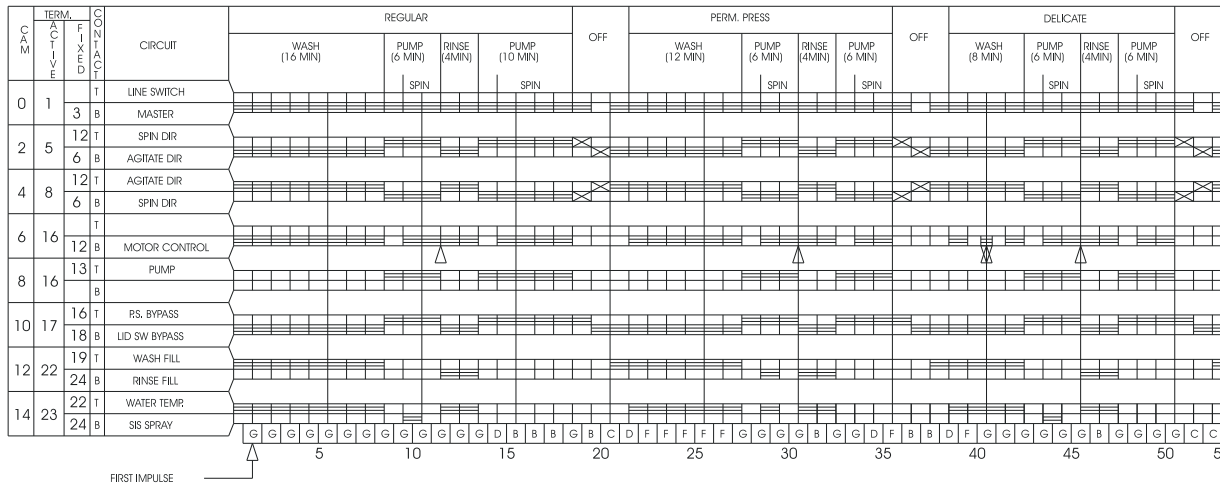 CAM
TERM.
ACTIVE
FIXED
CONTACT
CIRCUIT
REGULAR
OFF
PERM. PRESS
OFF
DELICATE
OFF
WASH
(16 MIN)
PUMP
(6 MIN)
RINSE
(4MIN)
PUMP
(10 MIN)
WASH
(12 MIN)
PUMP
(6 MIN)
RINSE
(4MIN)
PUMP
(6 MIN)
WASH
(8 MIN)
PUMP
(6 MIN)
RINSE
(4MIN)
PUMP
(6 MIN)
SPIN SPIN SPIN SPIN SPIN SPIN
0 1 T LINE SWITCH
3 B MASTER
2 5 12 T SPIN DIR
6 B AGITATE DIR
4 8 12 T AGITATE DIR
6 B SPIN DIR
6 16 T
12 B MOTOR CONTROL
8 16 13 T PUMP
B
10 17 16 T P.S. BYPASS
18 B LID SW BYPASS
12 22 19 T WASH FILL
24 B RINSE FILL
14 23 22 T WATER TEMP.
24 B SIS SPRAY
G G G G G G G G G G G G G D B B B G B C D F F F F F G G G G B G G D F B B D F G G G G G G B G G G G C C
5 10 15 20 25 30 35 40 45 50
FIRST IMPULSE